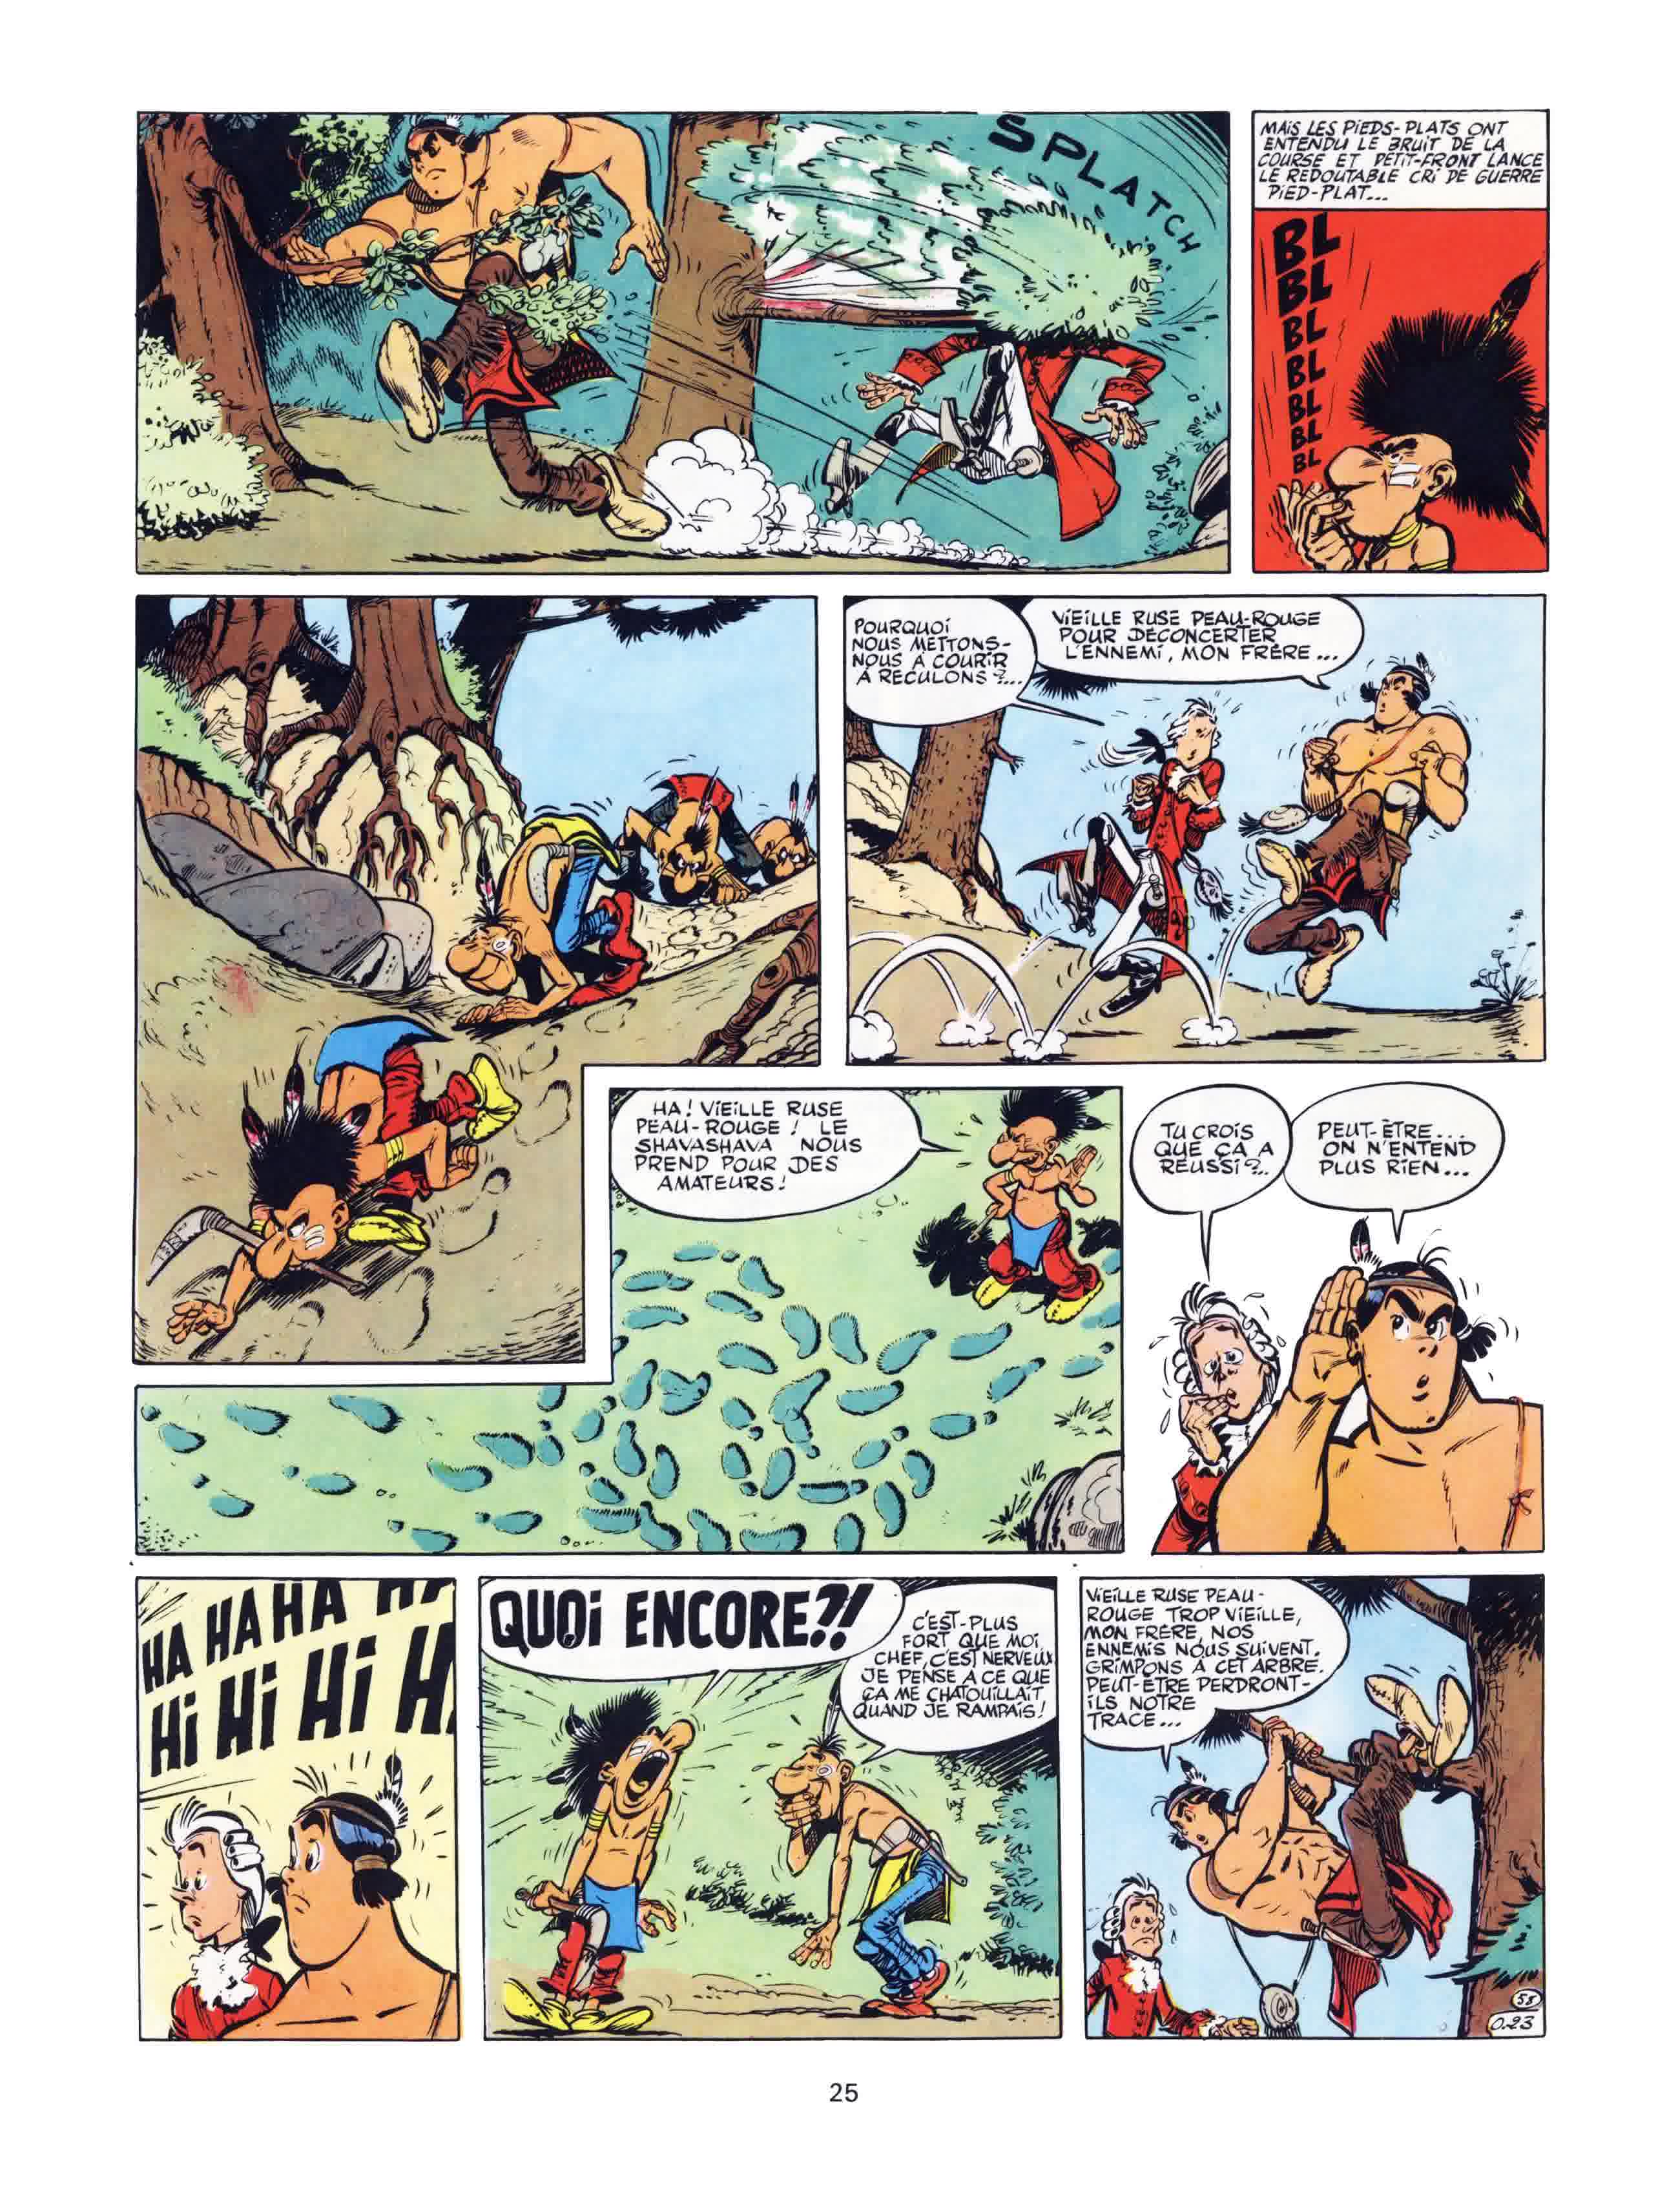 SPLATCH
MAIS LES PIEDS-PLATS ONT
ENTENDU LE BRUIT DE LA
COURSE ET PETIT-FRONT LANCE
LE REDOUTABLE CRI DE GUERRE
PIED-PLAT...
BL
BL
BL
BL
BL
BL
BL
POURQUOI
NOUS METTONS-
NOUS À COURIR
À RECULONS ?...
VIEILLE RUSE PEAU-ROUGE
POUR DÉCONCERTER
L'ENNEMI, MON FRÈRE...
HA! VIEILLE RUSE
PEAU-ROUGE ! LE
SHAVASHAVA NOUS
PREND POUR DES
AMATEURS!
TU CROIS
QUE ÇA A
RÉUSSI ?..
PEUT-ÊTRE...
ON N'ENTEND
PLUS RIEN...
HA HA HA HA
HI HI HI H
QUOI ENCORE?!
C'EST-PLUS
FORT QUE MOI,
CHEF, C'EST NERVEUX
JE PENSE A CE QUE
ÇA ME CHATOUILLAIT
QUAND JE RAMPAIS!
VIEILLE RUSE PEAU-
ROUGE TROP VIEILLE,
MON FRÈRE, NOS
ENNEMIS NOUS SUIVENT.
GRIMPONS À CET ARBRE.
PEUT-ÊTRE PERDRONT-
ILS NOTRE
TRACE...
58
0.23
25